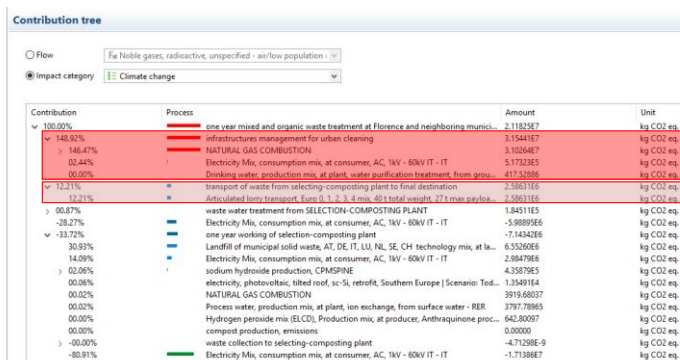 Contribution tree
Flow Noble gases, radioactive, unspecified - air/low population
Impact category Climate change
Contribution Process Amount Unit
100.00% one year mixed and organic waste treatment at Florence and neighboring munici... 2.11825E7 kg CO2 eq.
148.92% infrastructures management for urban cleaning 3.15441E7 kg CO2 eq.
146.47% NATURAL GAS COMBUSTION 3.10264E7 kg CO2 eq.
02.44% Electricity Mix, consumption mix, at consumer, AC, 1kV - 60kV IT - IT 5.17323E5 kg CO2 eq.
00.00% Drinking water, production mix, at plant, water purification treatment, from grou... 417.52886 kg CO2 eq.
12.21% transport of waste from selecting-composting plant to final destination 2.58631E6 kg CO2 eq.
12.21% Articulated lorry transport, Euro 0, 1, 2, 3, 4 mix, 40 t total weight, 27 t max payloa... 2.58631E6 kg CO2 eq.
00.87% waste water treatment from SELECTION-COMPOSTING PLANT 1.84511E5 kg CO2 eq.
-28.27% Electricity Mix, consumption mix, at consumer, AC, 1kV - 60kV IT - IT -5.98895E6 kg CO2 eq.
-33.72% one year working of selection-composting plant -7.14342E6 kg CO2 eq.
30.93% Landfill of municipal solid waste, AT, DE, IT, LU, NL, SE, CH technology mix, at la... 6.55260E6 kg CO2 eq.
14.09% Electricity Mix, consumption mix, at consumer, AC, 1kV - 60kV IT - IT 2.98479E6 kg CO2 eq.
02.06% sodium hydroxide production, CPMSPINE 4.35879E5 kg CO2 eq.
00.06% electricity, photovoltaic, tilted roof, sc-Si, retrofit, Southern Europe | Scenario: Tod... 1.35491E4 kg CO2 eq.
00.02% NATURAL GAS COMBUSTION 3919.68037 kg CO2 eq.
00.02% Process water, production mix, at plant, ion exchange, from surface water - RER 3797.78965 kg CO2 eq.
00.00% Hydrogen peroxide mix (ELCD), Production mix, at producer, Anthraquinone proc... 642.80097 kg CO2 eq.
00.00% compost production, emissions 0.00000 kg CO2 eq.
-00.00% waste collection to selecting-composting plant -4.71298E-9 kg CO2 eq.
-80.91% Electricity Mix, consumption mix, at consumer, AC, 1kV - 60kV IT - IT -1.71386E7 kg CO2 eq.